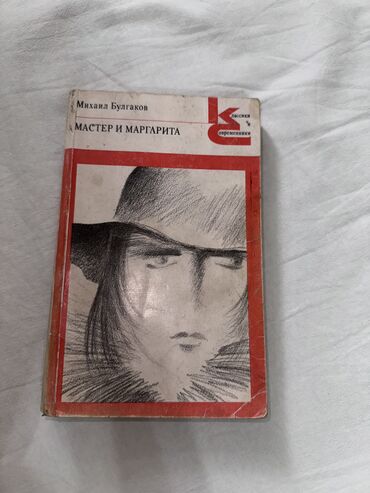 Михаил Булгаков
МАСТЕР И МАРГАРИТА
Классики и
Современники